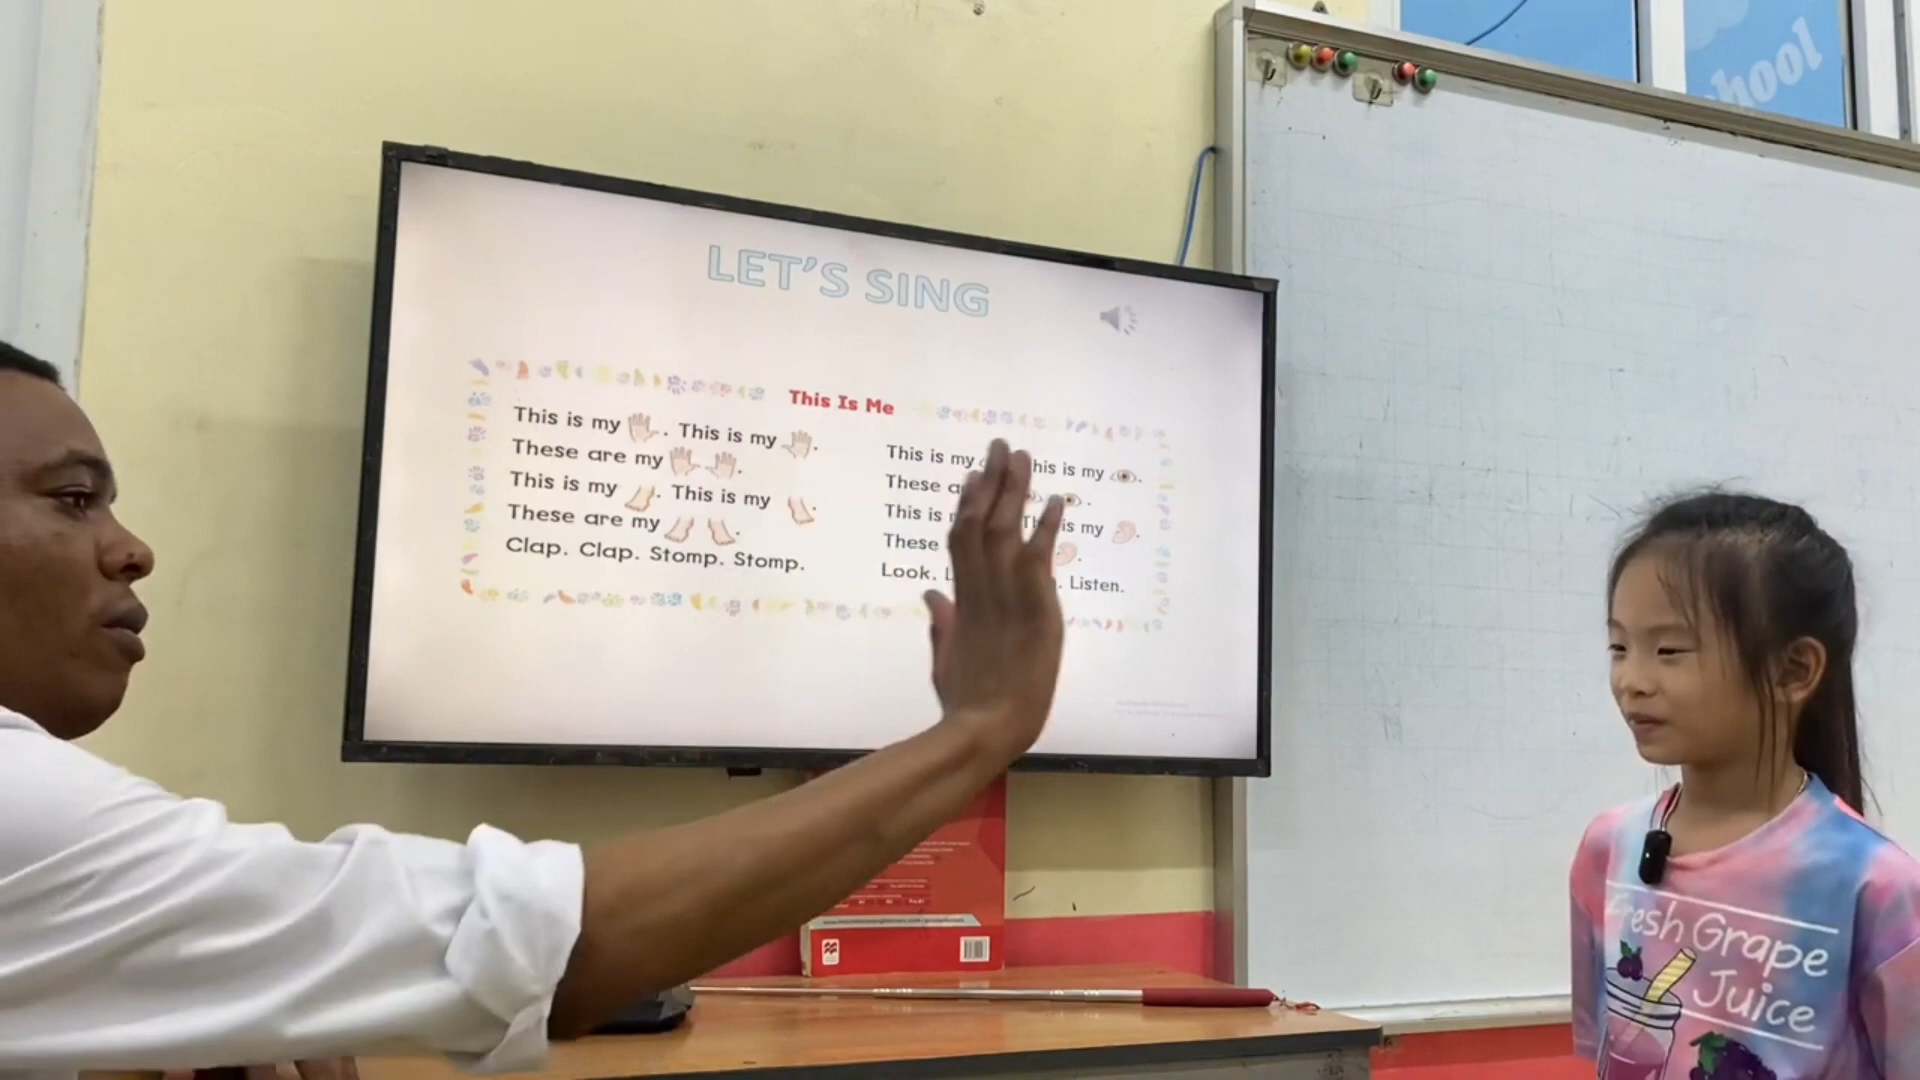 hool
LET'S SING
This Is Me
This is my . This is my .
These are my .
This is my . This is my .
These are my .
Clap. Clap. Stomp. Stomp.
This is my his is my .
These a .
This is is my .
These .
Look. L . Listen.
Fresh Grape
Juice